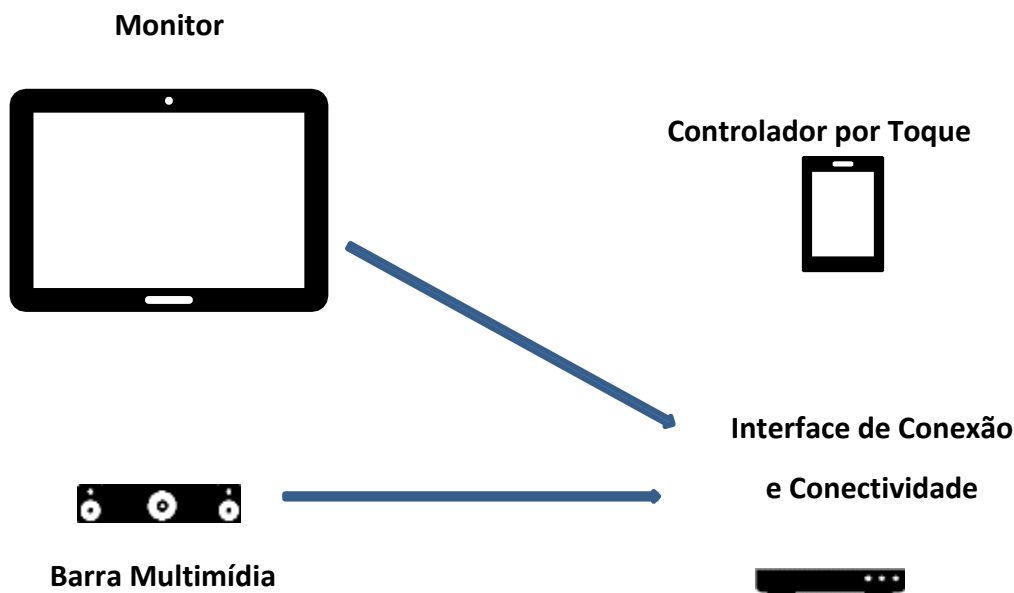 Monitor
Controlador por Toque
Interface de Conexão
e Conectividade
Barra Multimídia